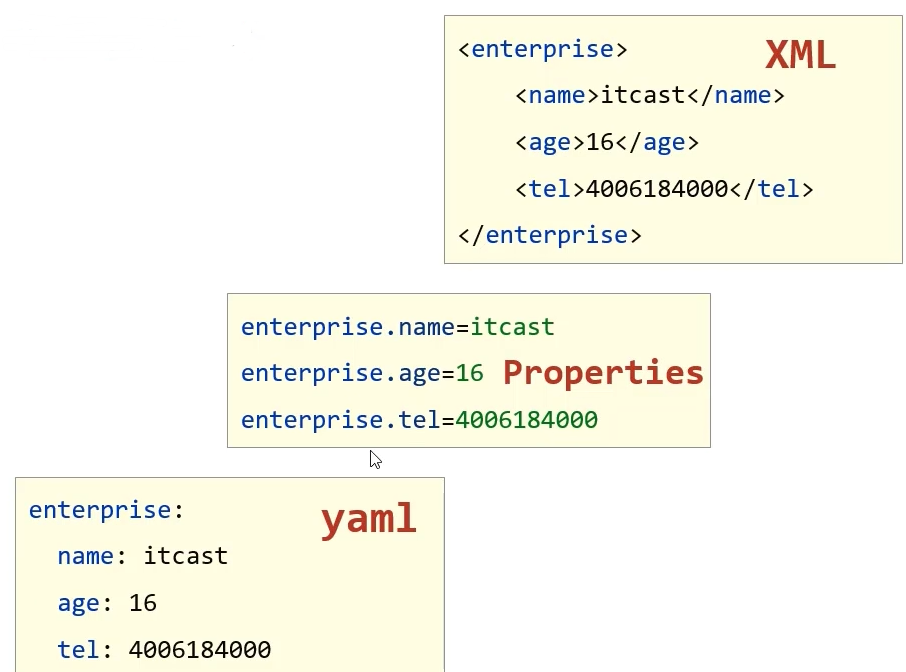 <enterprise>
XML
    <name>itcast</name>
    <age>16</age>
    <tel>4006184000</tel>
</enterprise>
enterprise.name=itcast
enterprise.age=16
Properties
enterprise.tel=4006184000
enterprise:
yaml
  name: itcast
  age: 16
  tel: 4006184000